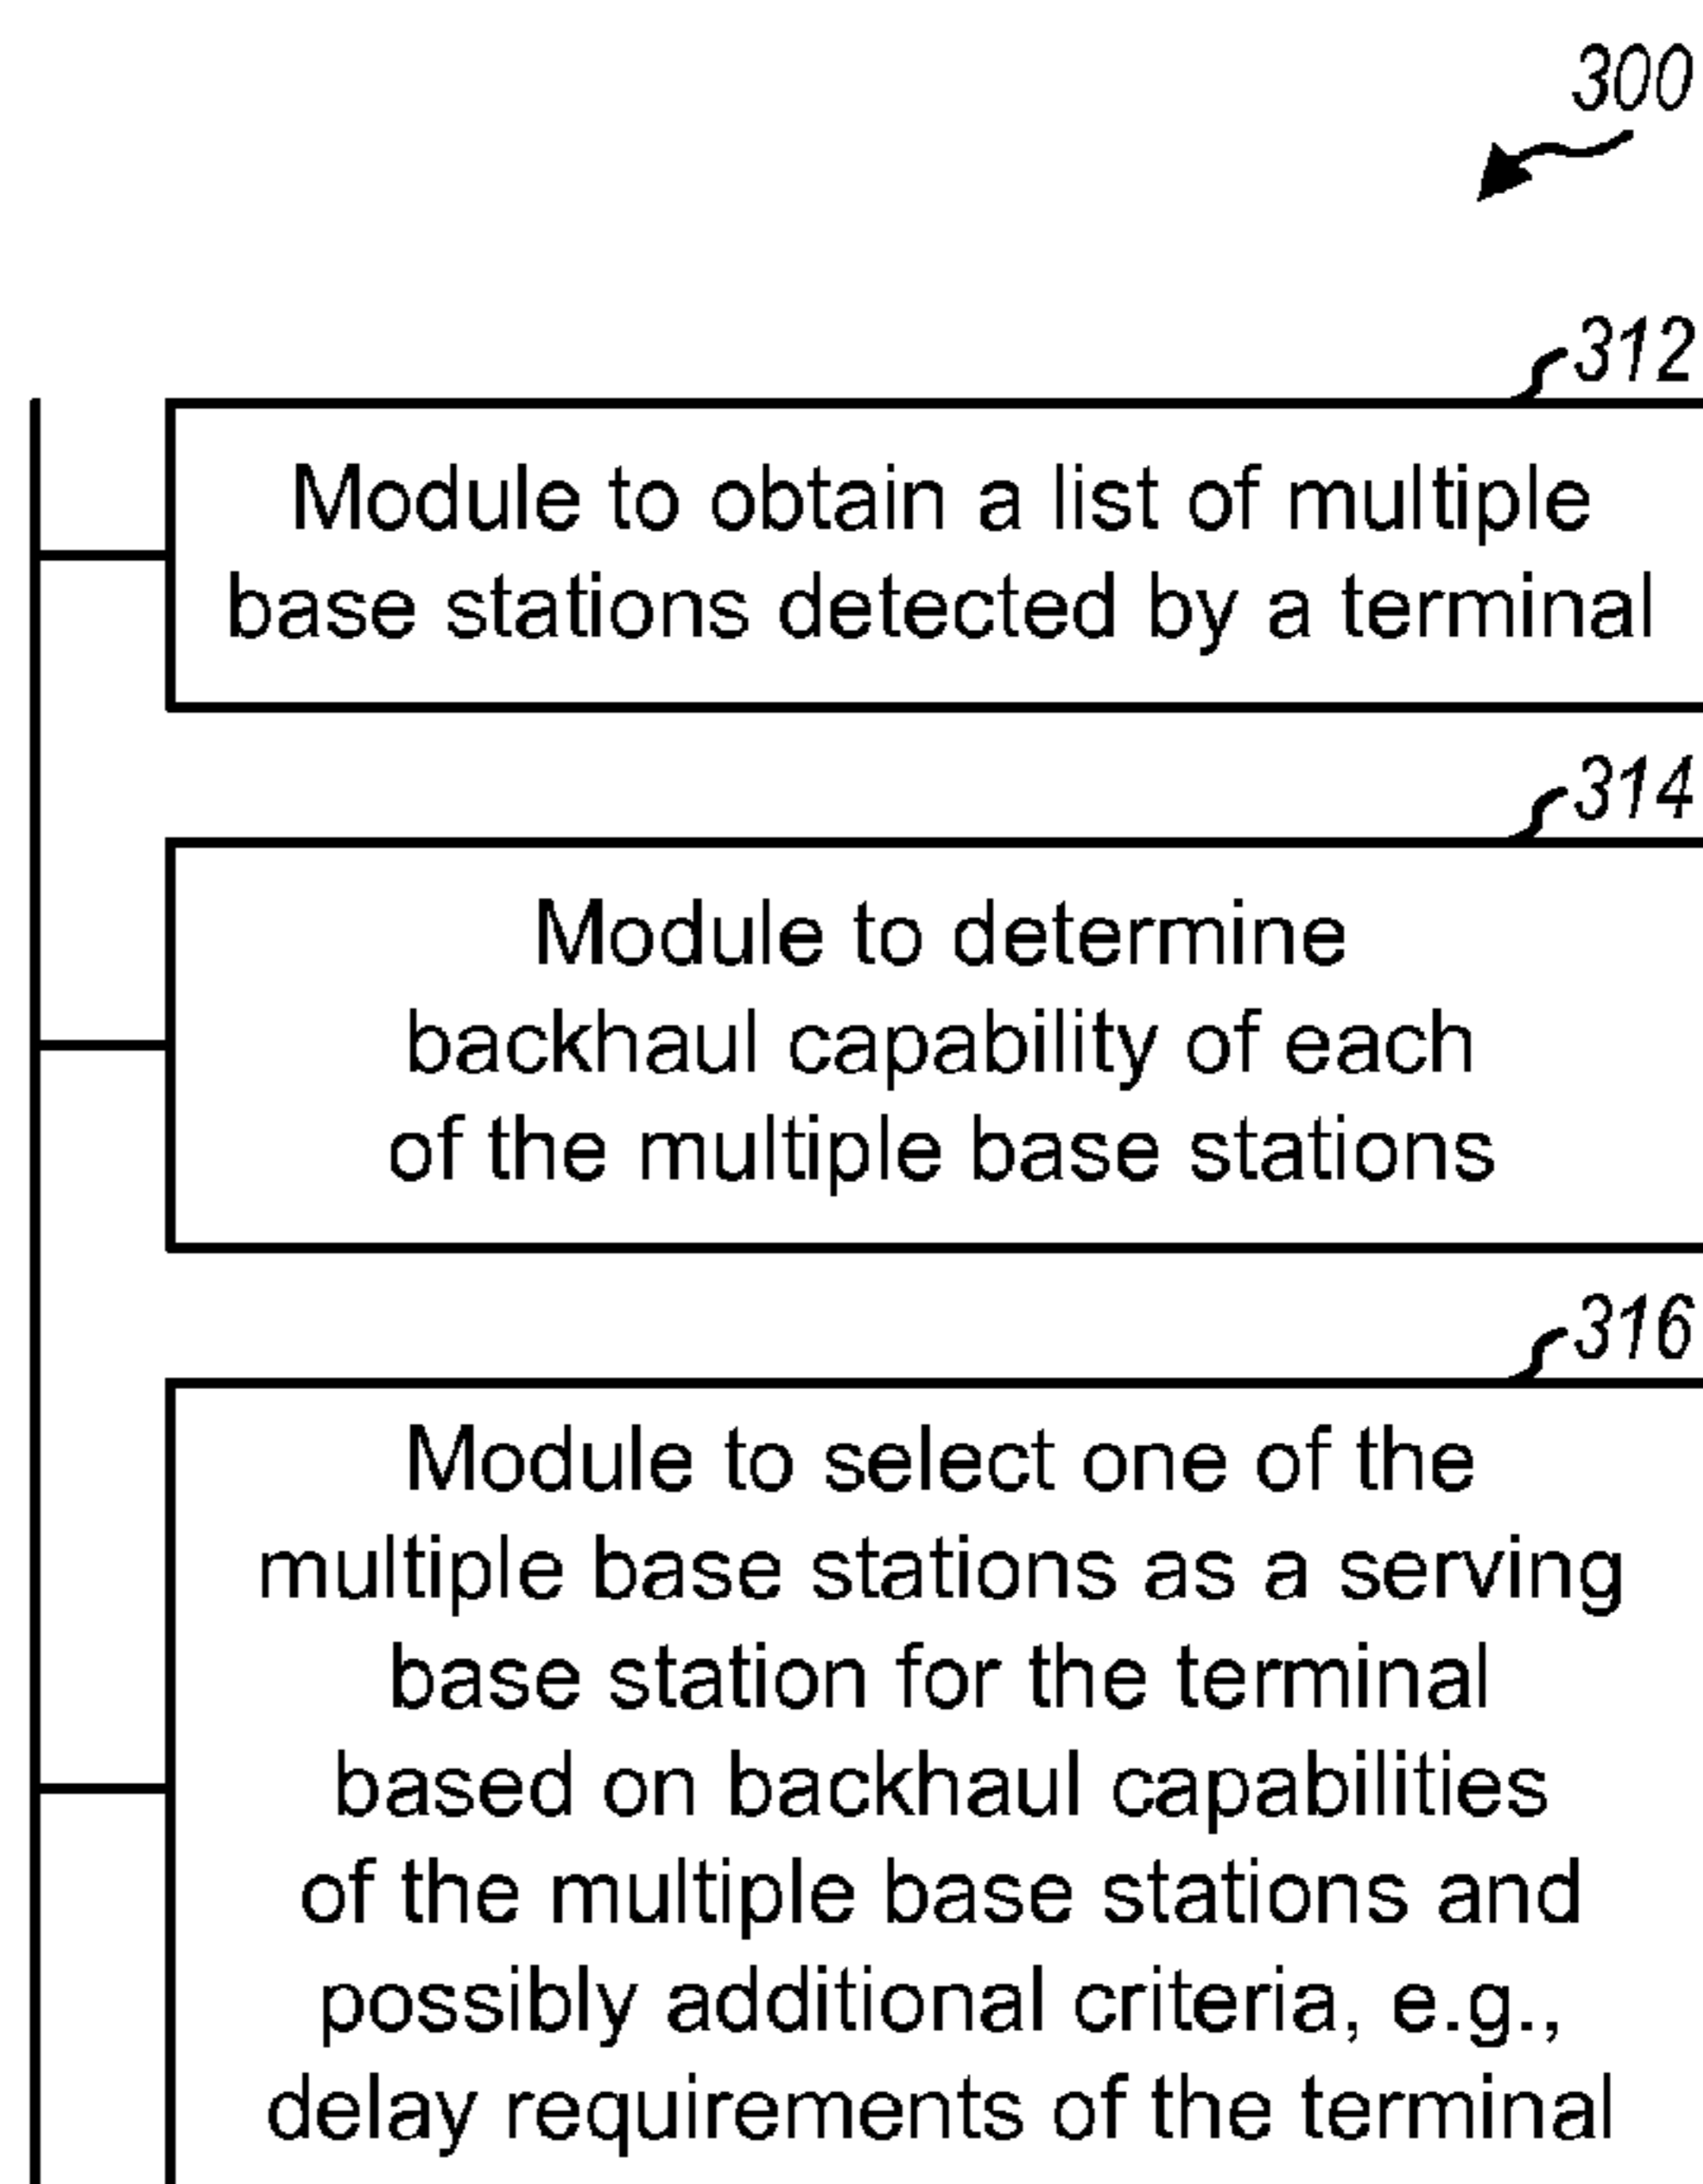 300
312
Module to obtain a list of multiple
base stations detected by a terminal
314
Module to determine
backhaul capability of each
of the multiple base stations
316
Module to select one of the
multiple base stations as a serving
base station for the terminal
based on backhaul capabilities
of the multiple base stations and
possibly additional criteria, e.g.,
delay requirements of the terminal